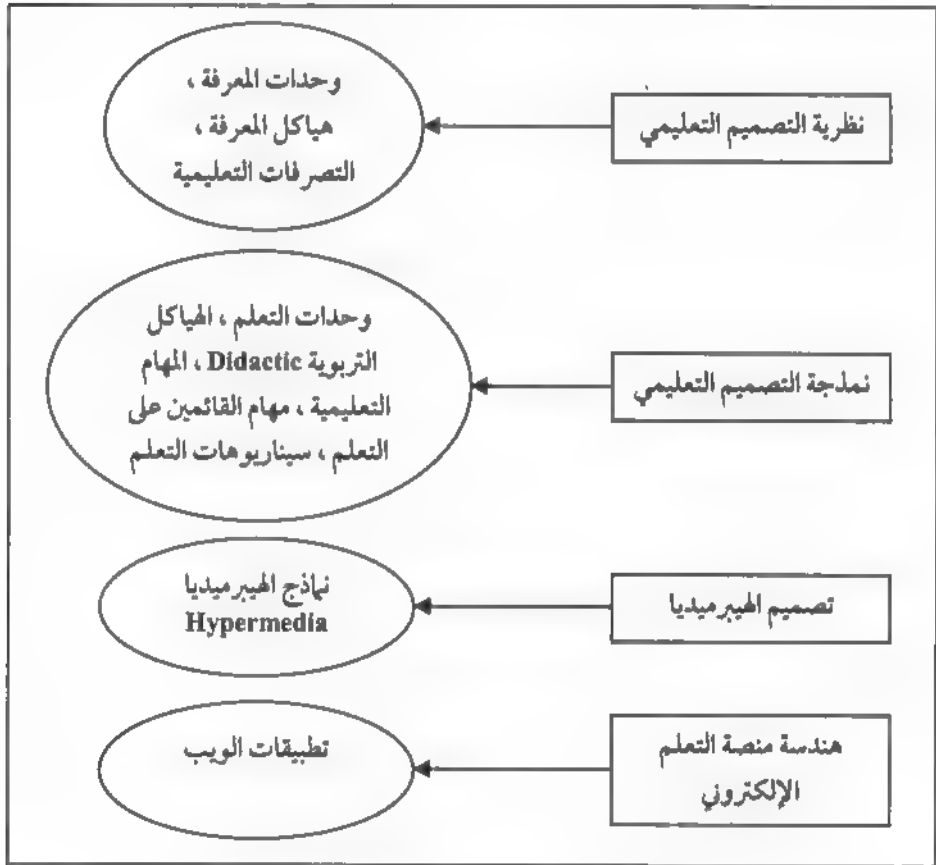 نظرية التصميم التعليمي
وحدات المعرفة ،
هياكل المعرفة ،
التصرفات التعليمية
نمذجة التصميم التعليمي
وحدات التعلم ، الهياكل
التربوية Didactic ، المهام
التعليمية ، مهام القائمين على
التعلم ، سيناريوهات التعلم
تصميم الهيبرميديا
نماذج الهيبرميديا
Hypermedia
هندسة منصة التعلم
الإلكتروني
تطبيقات الويب